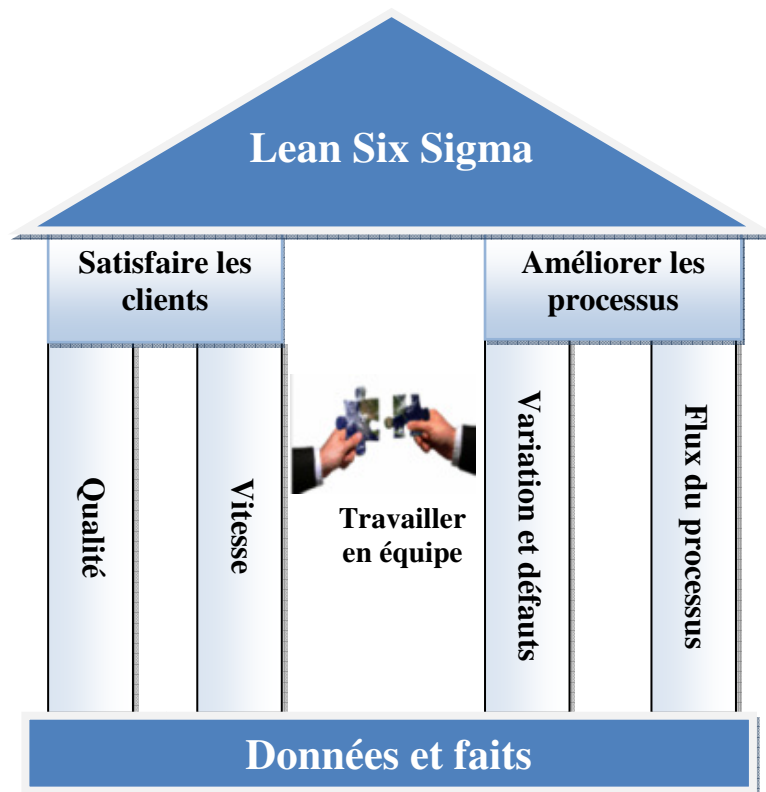 Lean Six Sigma
Satisfaire les
clients
Améliorer les
processus
Qualité
Vitesse
Travailler
en équipe
Variation et défauts
Flux du processus
Données et faits